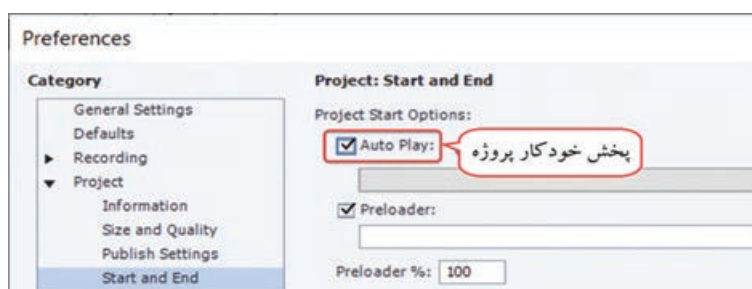 Preferences
Category
General Settings
Defaults
Recording
Project
Information
Size and Quality
Publish Settings
Start and End
Project: Start and End
Project Start Options:
Auto Play:
پخش خودکار پروژه
Preloader:
Preloader %: 100